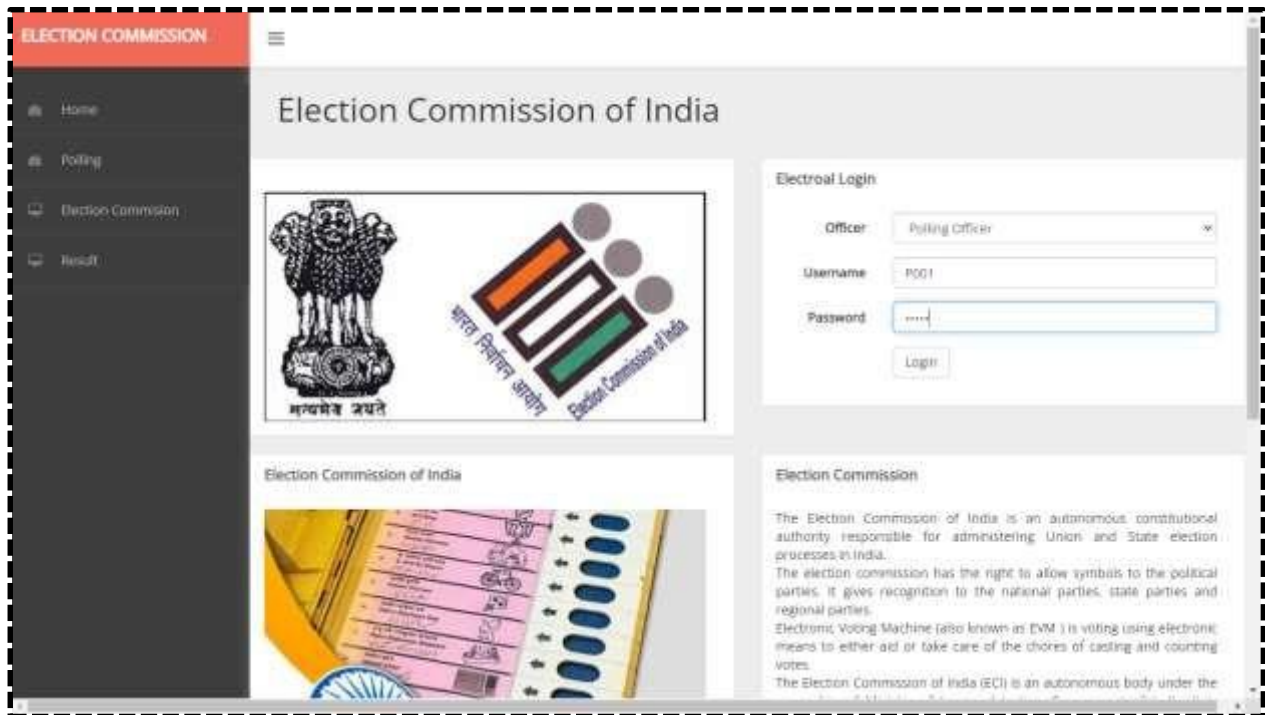 ELECTION COMMISSION
Home
Polling
Election Commision
Result
Election Commission of India
सत्यमेव जयते
भारत निर्वाचन आयोग
Election Commission of India
Electroal Login
Officer
Polling Officer
Username
P001
Password
Login
Election Commission of India
Election Commission
The Election Commission of India is an autonomous constitutional
authority responsible for administering Union and State election
processes in India.
The election commission has the right to allow symbols to the political
parties. It gives recognition to the national parties, state parties and
regional parties.
Electronic Voting Machine (also known as EVM ) is voting using electronic
means to either aid or take care of the chores of casting and counting
votes.
The Election Commission of India (ECI) is an autonomous body under the